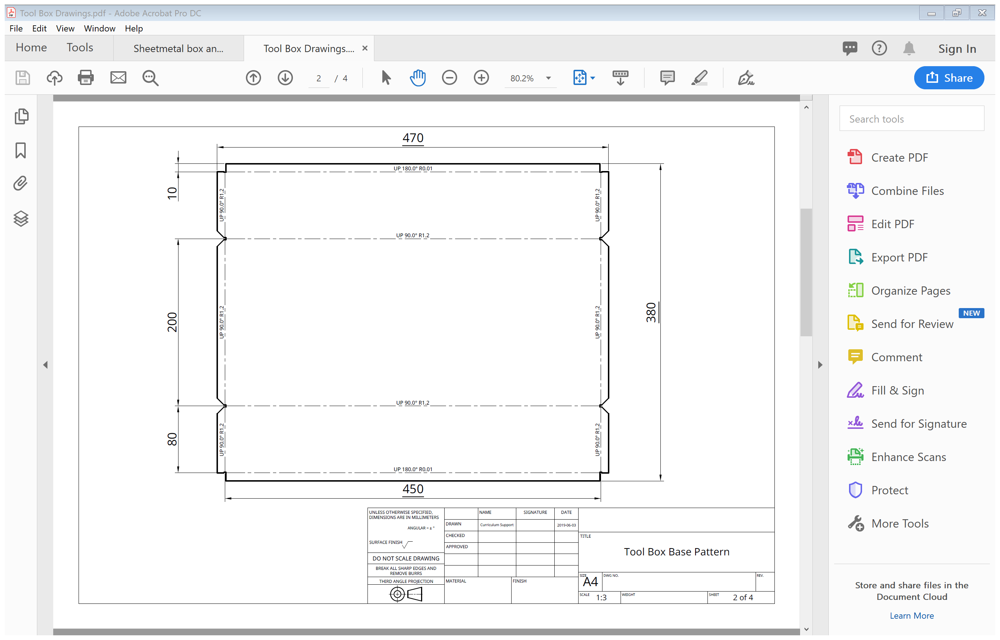 Tool Box Drawings.pdf - Adobe Acrobat Pro DC
File Edit View Window Help
Home Tools Sheetmetal box an... Tool Box Drawings.... ×
Sign In
2 / 4 80.2%
Share
Search tools
Create PDF
Combine Files
Edit PDF
Export PDF
Organize Pages
NEW
Send for Review
Comment
Fill & Sign
Send for Signature
Enhance Scans
Protect
More Tools
Store and share files in the
Document Cloud
Learn More
470
UP 180.0° R0.01
10
UP 90.0° R1.2
UP 90.0° R1.2
UP 90.0° R1.2
200
UP 90.0° R1.2
UP 90.0° R1.2
380
UP 90.0° R1.2
80
UP 90.0° R1.2
UP 90.0° R1.2
UP 180.0° R0.01
450
UNLESS OTHERWISE SPECIFIED,
DIMENSIONS ARE IN MILLIMETERS
ANGULAR = ± °
SURFACE FINISH
DO NOT SCALE DRAWING
BREAK ALL SHARP EDGES AND
REMOVE BURRS
THIRD ANGLE PROJECTION
NAME SIGNATURE DATE
DRAWN Curriculum Support 2019-06-03
CHECKED
APPROVED
MATERIAL FINISH
TITLE
Tool Box Base Pattern
SIZE A4 DWG NO. REV.
SCALE 1:3 WEIGHT SHEET 2 of 4